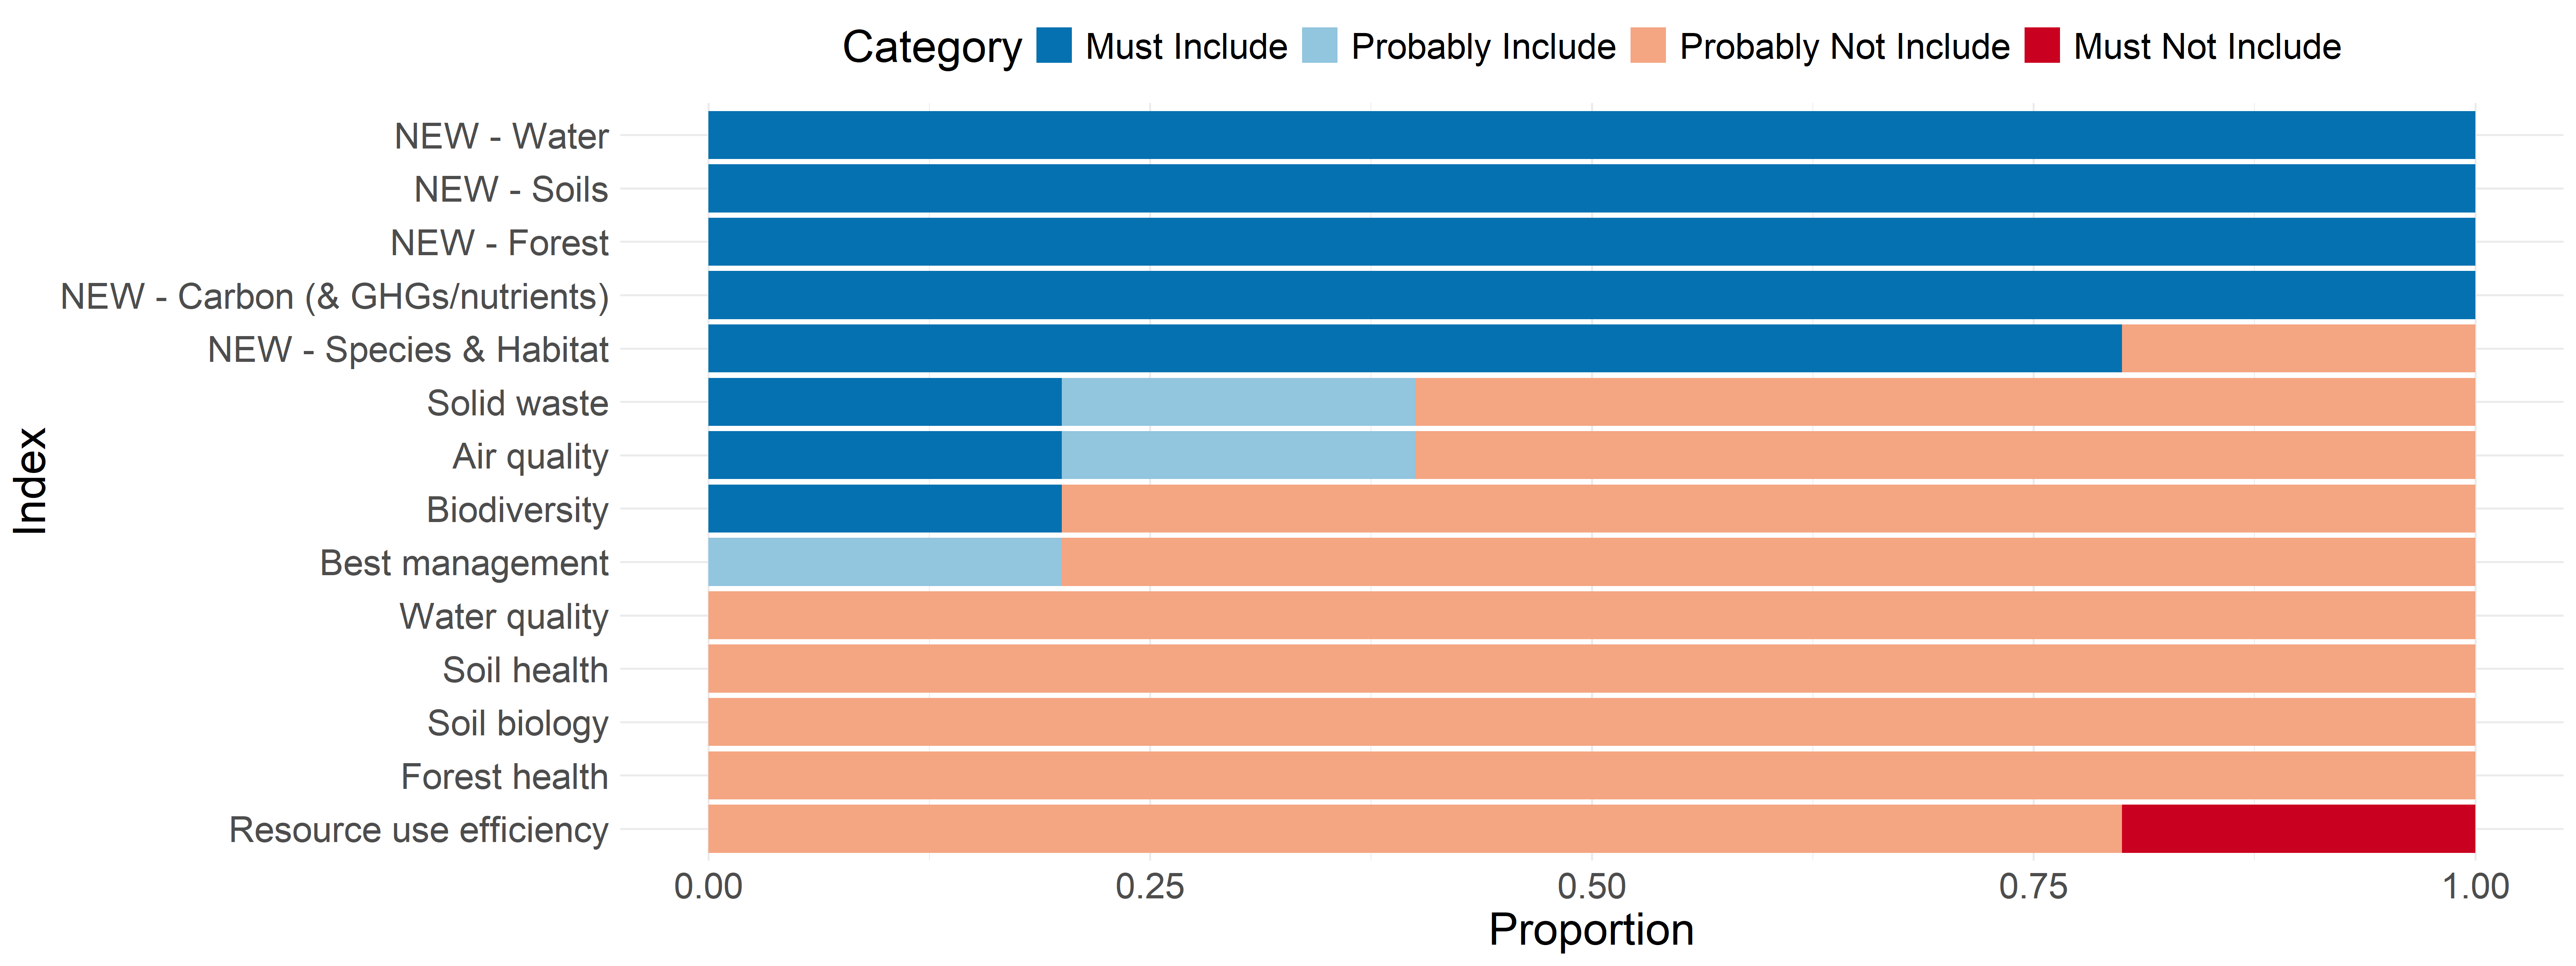 Category Must Include Probably Include Probably Not Include Must Not Include
NEW - Water
NEW - Soils
NEW - Forest
NEW - Carbon (& GHGs/nutrients)
NEW - Species & Habitat
Solid waste
Air quality
Biodiversity
Best management
Water quality
Soil health
Soil biology
Forest health
Resource use efficiency
Index
0.00 0.25 0.50 0.75 1.00
Proportion